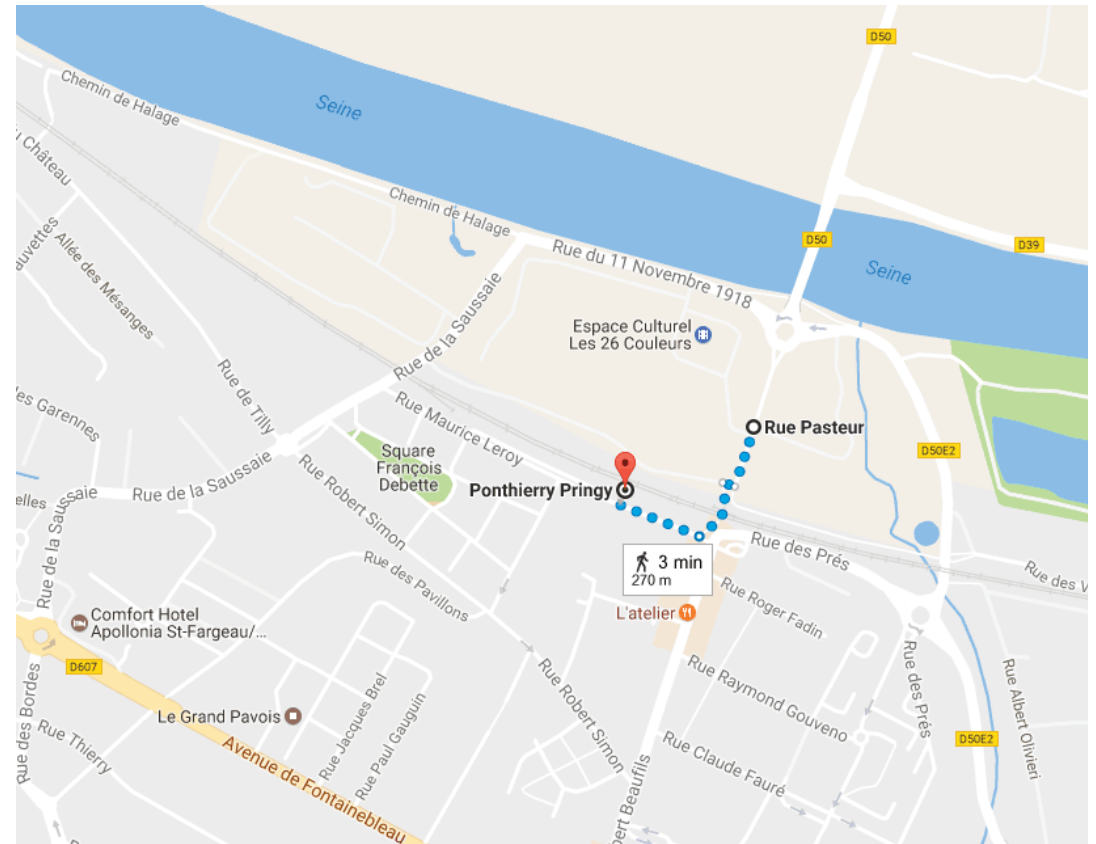 D50
Chemin de Halage
Seine
Château
Chemin de Halage
D50
D39
Allée des Mésanges
Rue du 11 Novembre 1918
Seine
Espace Culturel
Les 26 Couleurs
Rue de la Saussaie
Rue de Tilly
Rue Maurice Leroy
Rue Pasteur
D50E2
Square
François
Debette
Ponthierry Pringy
Rue de la Saussaie
Rue de la Saussaie
Rue Robert Simon
Rue des Prés
3 min
270 m
Rue des Pavillons
Rue des V
Rue Roger Fadin
L'atelier
Comfort Hotel
Apollonia St-Fargeau/...
D607
Rue des Prés
Rue Albert Olivieri
Rue Raymond Gouveno
Rue Robert Simon
Rue des Bordes
Le Grand Pavois
Rue Jacques Brel
Rue Paul Gauguin
Rue Thierry
Avenue de Fontainebleau
Rue Claude Fauré
D50E2
Beaufils